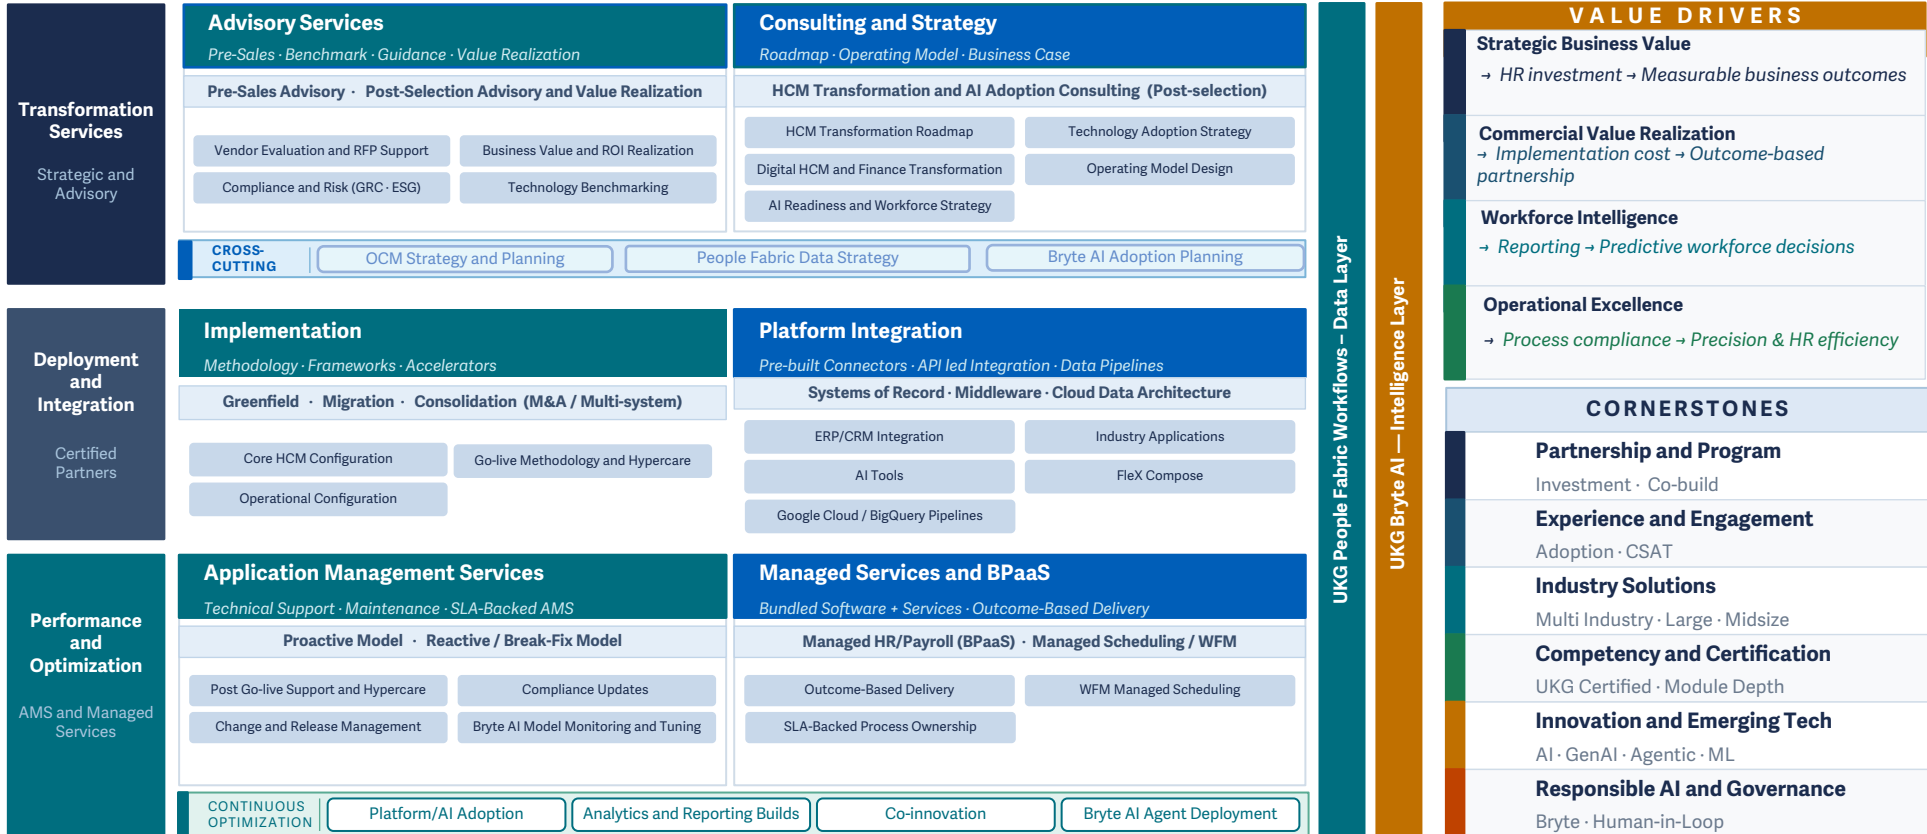 Transformation
Services
Strategic and
Advisory
Advisory Services
Pre-Sales · Benchmark · Guidance · Value Realization
Pre-Sales Advisory · Post-Selection Advisory and Value Realization
Vendor Evaluation and RFP Support
Business Value and ROI Realization
Compliance and Risk (GRC · ESG)
Technology Benchmarking
Consulting and Strategy
Roadmap · Operating Model · Business Case
HCM Transformation and AI Adoption Consulting (Post-selection)
HCM Transformation Roadmap
Technology Adoption Strategy
Digital HCM and Finance Transformation
Operating Model Design
AI Readiness and Workforce Strategy
CROSS-
CUTTING
OCM Strategy and Planning
People Fabric Data Strategy
Bryte AI Adoption Planning
Deployment
and
Integration
Certified
Partners
Implementation
Methodology · Frameworks · Accelerators
Greenfield · Migration · Consolidation (M&A / Multi-system)
Core HCM Configuration
Go-live Methodology and Hypercare
Operational Configuration
Platform Integration
Pre-built Connectors · API led Integration · Data Pipelines
Systems of Record · Middleware · Cloud Data Architecture
ERP/CRM Integration
Industry Applications
AI Tools
FleX Compose
Google Cloud / BigQuery Pipelines
Performance
and
Optimization
AMS and Managed
Services
Application Management Services
Technical Support · Maintenance · SLA-Backed AMS
Proactive Model · Reactive / Break-Fix Model
Post Go-live Support and Hypercare
Compliance Updates
Change and Release Management
Bryte AI Model Monitoring and Tuning
Managed Services and BPaaS
Bundled Software + Services · Outcome-Based Delivery
Managed HR/Payroll (BPaaS) · Managed Scheduling / WFM
Outcome-Based Delivery
WFM Managed Scheduling
SLA-Backed Process Ownership
CONTINUOUS
OPTIMIZATION
Platform/AI Adoption
Analytics and Reporting Builds
Co-innovation
Bryte AI Agent Deployment
UKG People Fabric Workflows – Data Layer
UKG Bryte AI — Intelligence Layer
VALUE DRIVERS
Strategic Business Value
→ HR investment → Measurable business outcomes
Commercial Value Realization
→ Implementation cost → Outcome-based
partnership
Workforce Intelligence
→ Reporting → Predictive workforce decisions
Operational Excellence
→ Process compliance → Precision & HR efficiency
CORNERSTONES
Partnership and Program
Investment · Co-build
Experience and Engagement
Adoption · CSAT
Industry Solutions
Multi Industry · Large · Midsize
Competency and Certification
UKG Certified · Module Depth
Innovation and Emerging Tech
AI · GenAI · Agentic · ML
Responsible AI and Governance
Bryte · Human-in-Loop